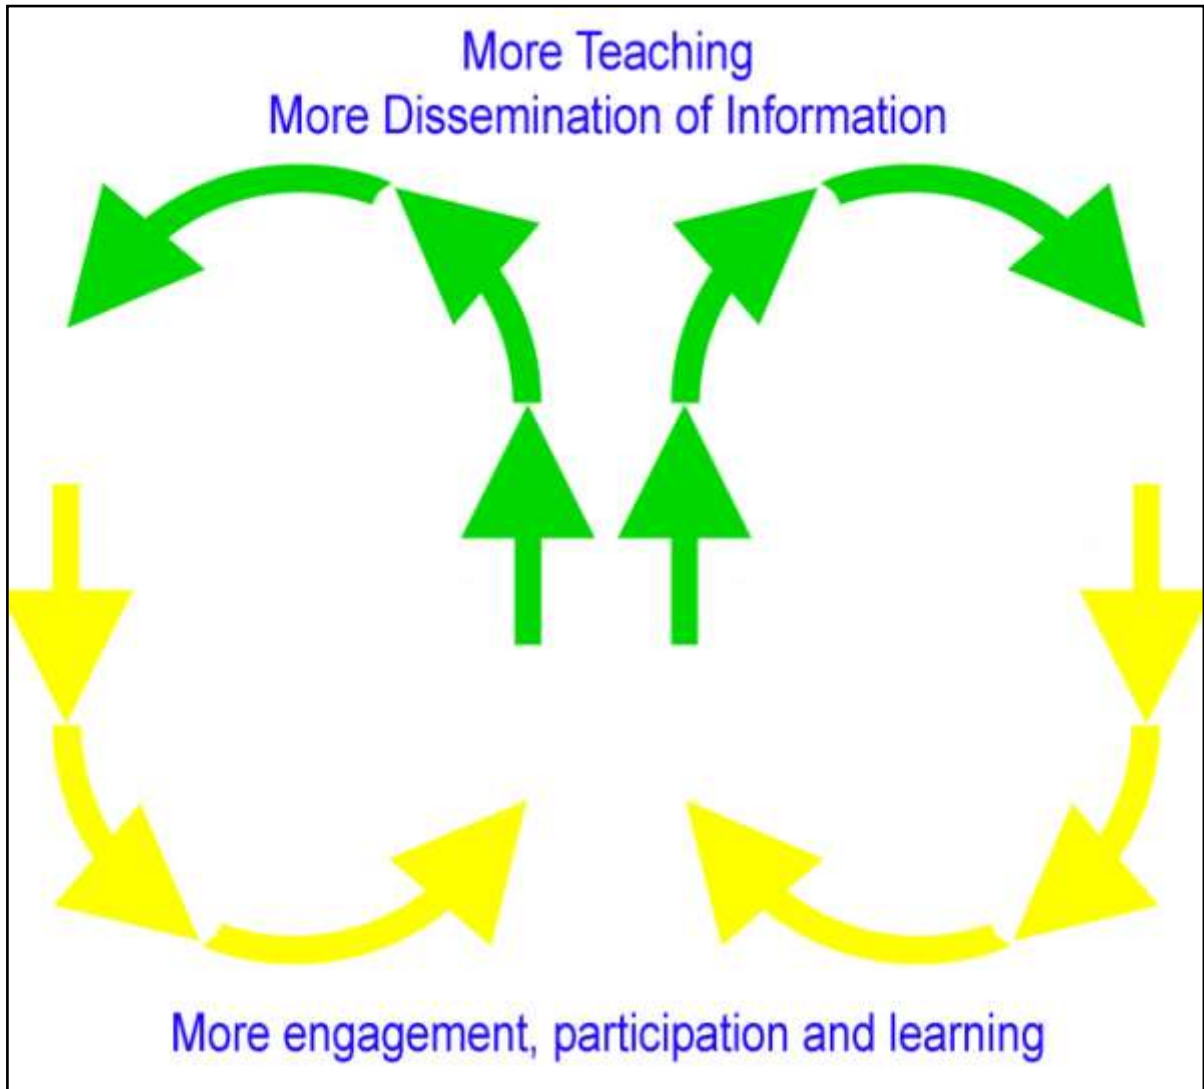 More Teaching
More Dissemination of Information
More engagement, participation and learning